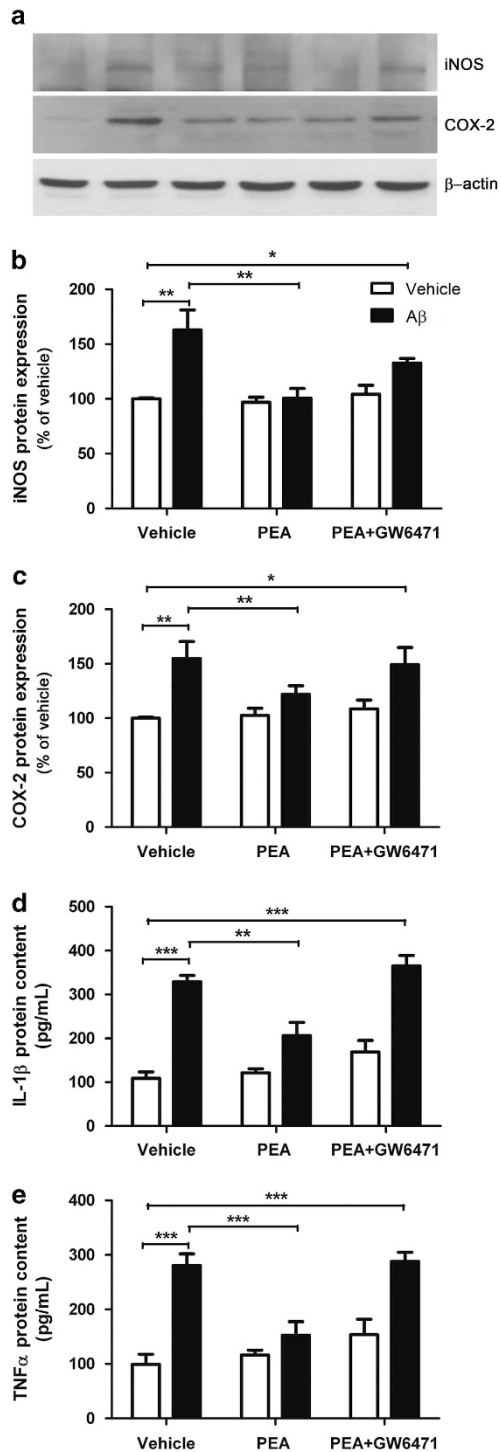 a
iNOS
COX-2
β–actin
b
iNOS protein expression
(% of vehicle)
200
150
100
50
0
*
**
**
Vehicle
Aβ
Vehicle
PEA
PEA+GW6471
c
COX-2 protein expression
(% of vehicle)
200
150
100
50
0
*
**
**
Vehicle
PEA
PEA+GW6471
d
IL-1β protein content
(pg/mL)
500
400
300
200
100
0
***
***
**
Vehicle
PEA
PEA+GW6471
e
TNFα protein content
(pg/mL)
400
300
200
100
0
***
***
***
Vehicle
PEA
PEA+GW6471